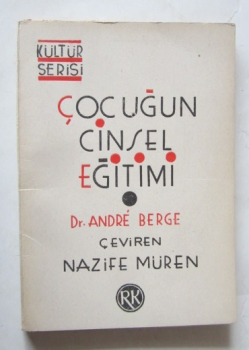 KÜLTÜR
SERİSİ
ÇOCUĞUN
CİNSEL
EĞİTİMİ
Dr. ANDRÉ BERGE
ÇEVİREN
NAZİFE MÜREN
RK